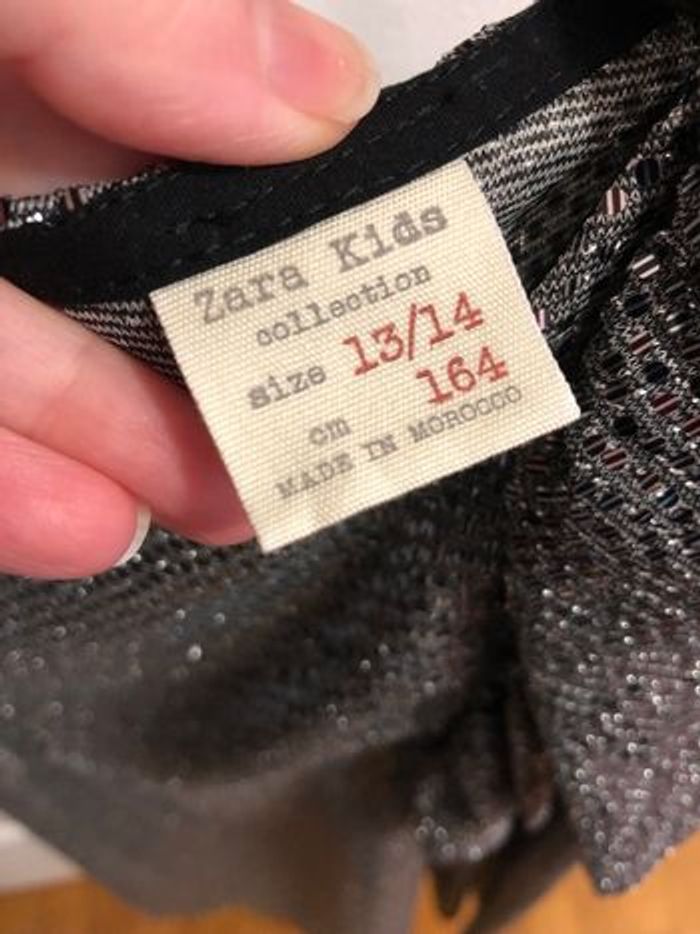 Zara Kids
collection
size 13/14
cm 164
MADE IN MOROCCO